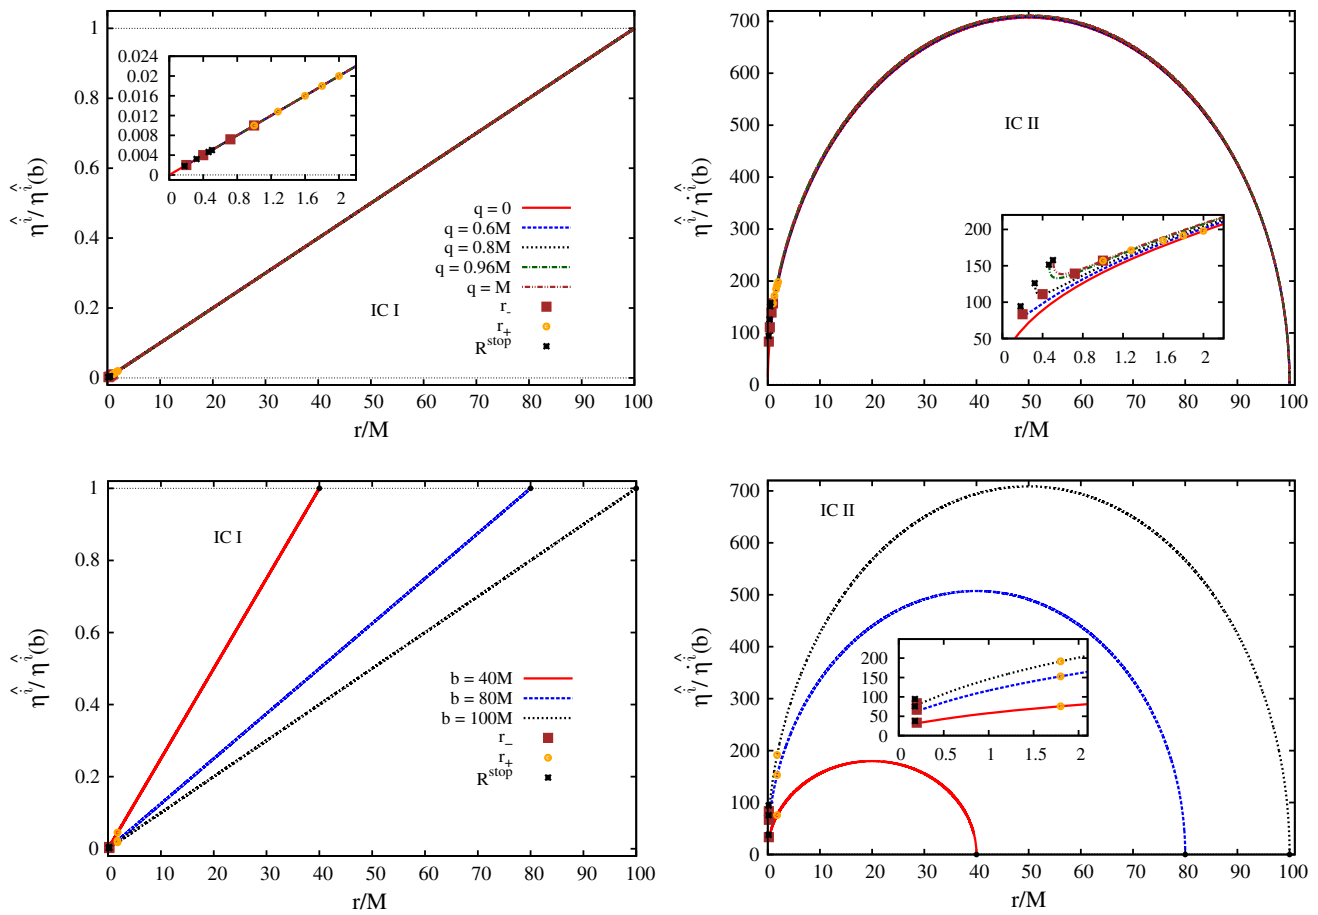 1
0.8
0.6
0.4
0.2
0
0 10 20 30 40 50 60 70 80 90 100
r/M
η^î / η^î(b)
0.024
0.02
0.016
0.012
0.008
0.004
0
0 0.4 0.8 1.2 1.6 2
q = 0
q = 0.6M
q = 0.8M
q = 0.96M
q = M
r_-
r_+
R^stop
IC I
700
600
500
400
300
200
100
0
0 10 20 30 40 50 60 70 80 90 100
r/M
η^î / η̇^î(b)
IC II
200
150
100
50
0 0.4 0.8 1.2 1.6 2
1
0.8
0.6
0.4
0.2
0
0 10 20 30 40 50 60 70 80 90 100
r/M
η^î / η^î(b)
IC I
b = 40M
b = 80M
b = 100M
r_−
r_+
R^stop
700
600
500
400
300
200
100
0
0 10 20 30 40 50 60 70 80 90 100
r/M
η^î / η̇^î(b)
IC II
200
150
100
50
0
0 0.5 1 1.5 2